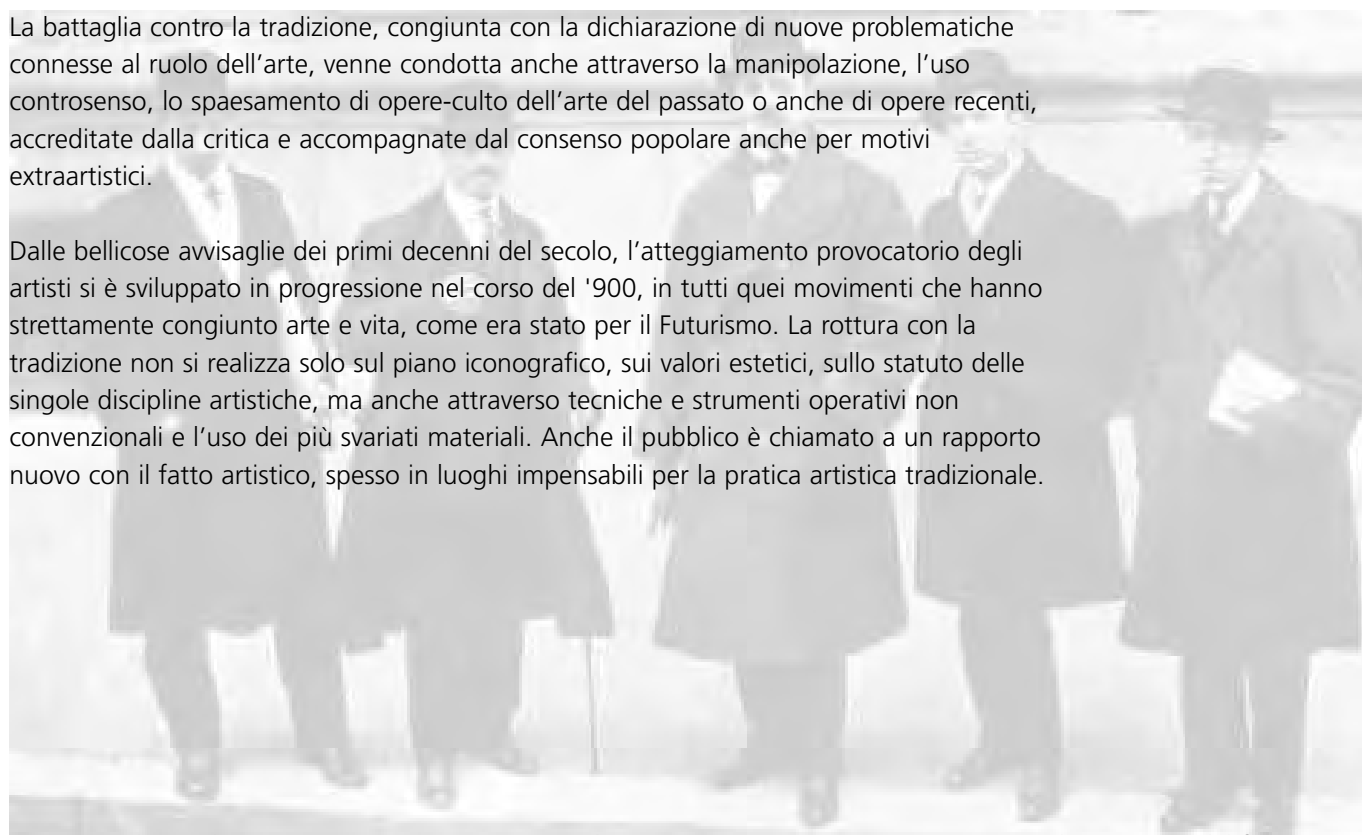 La battaglia contro la tradizione, congiunta con la dichiarazione di nuove problematiche
connesse al ruolo dell’arte, venne condotta anche attraverso la manipolazione, l’uso
controsenso, lo spaesamento di opere-culto dell’arte del passato o anche di opere recenti,
accreditate dalla critica e accompagnate dal consenso popolare anche per motivi
extraartistici.
Dalle bellicose avvisaglie dei primi decenni del secolo, l’atteggiamento provocatorio degli
artisti si è sviluppato in progressione nel corso del '900, in tutti quei movimenti che hanno
strettamente congiunto arte e vita, come era stato per il Futurismo. La rottura con la
tradizione non si realizza solo sul piano iconografico, sui valori estetici, sullo statuto delle
singole discipline artistiche, ma anche attraverso tecniche e strumenti operativi non
convenzionali e l’uso dei più svariati materiali. Anche il pubblico è chiamato a un rapporto
nuovo con il fatto artistico, spesso in luoghi impensabili per la pratica artistica tradizionale.